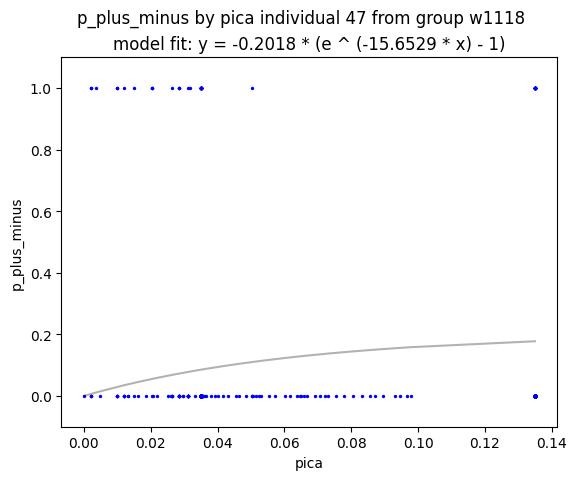 p_plus_minus by pica individual 47 from group w1118
model fit: y = -0.2018 * (e ^ (-15.6529 * x) - 1)
p_plus_minus
1.0
0.8
0.6
0.4
0.2
0.0
0.00 0.02 0.04 0.06 0.08 0.10 0.12 0.14
pica